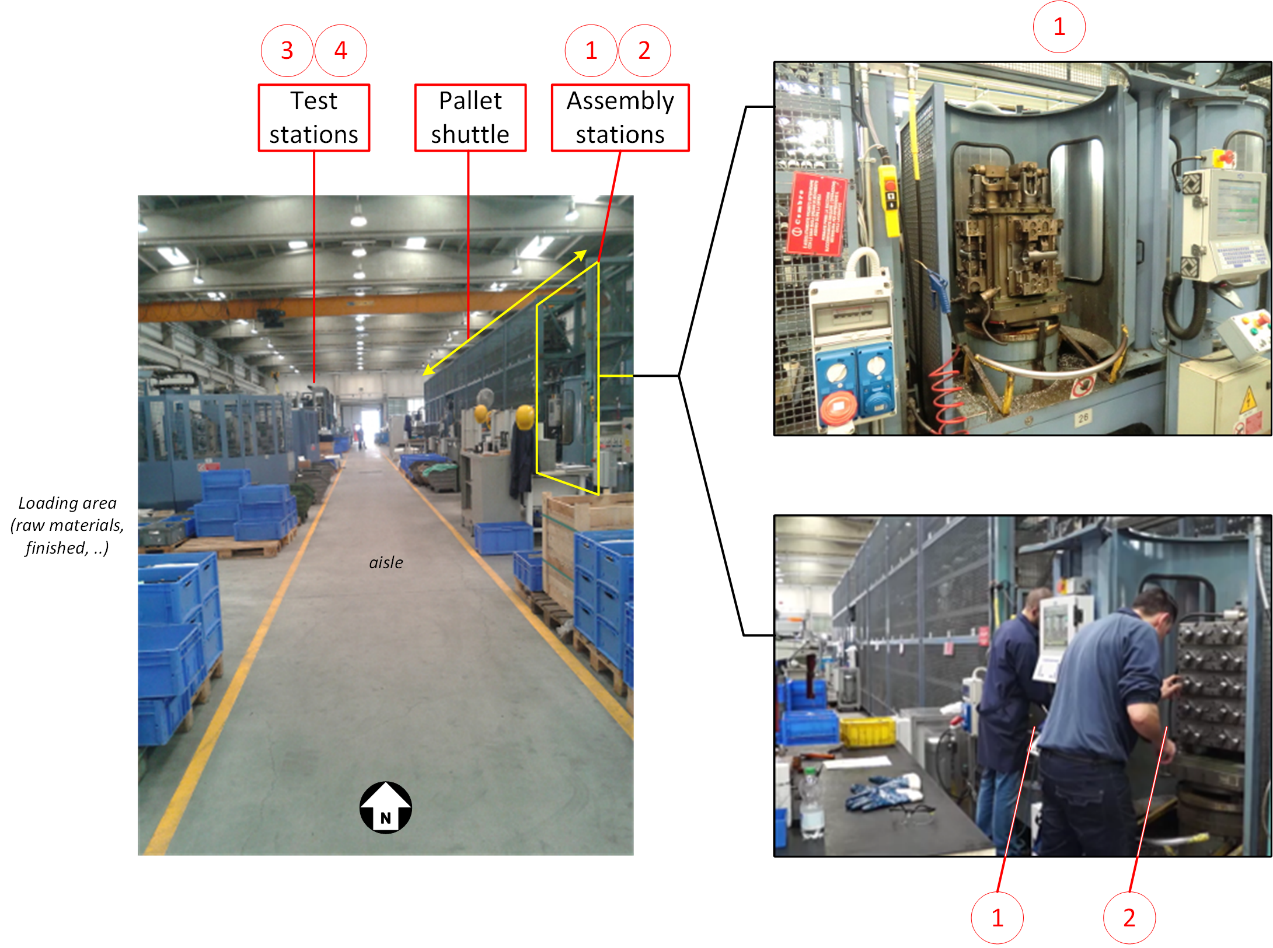 3
4
1
2
1
Test
stations
Pallet
shuttle
Assembly
stations
Cembre
26
Loading area
(raw materials,
finished, ..)
aisle
N
1
2